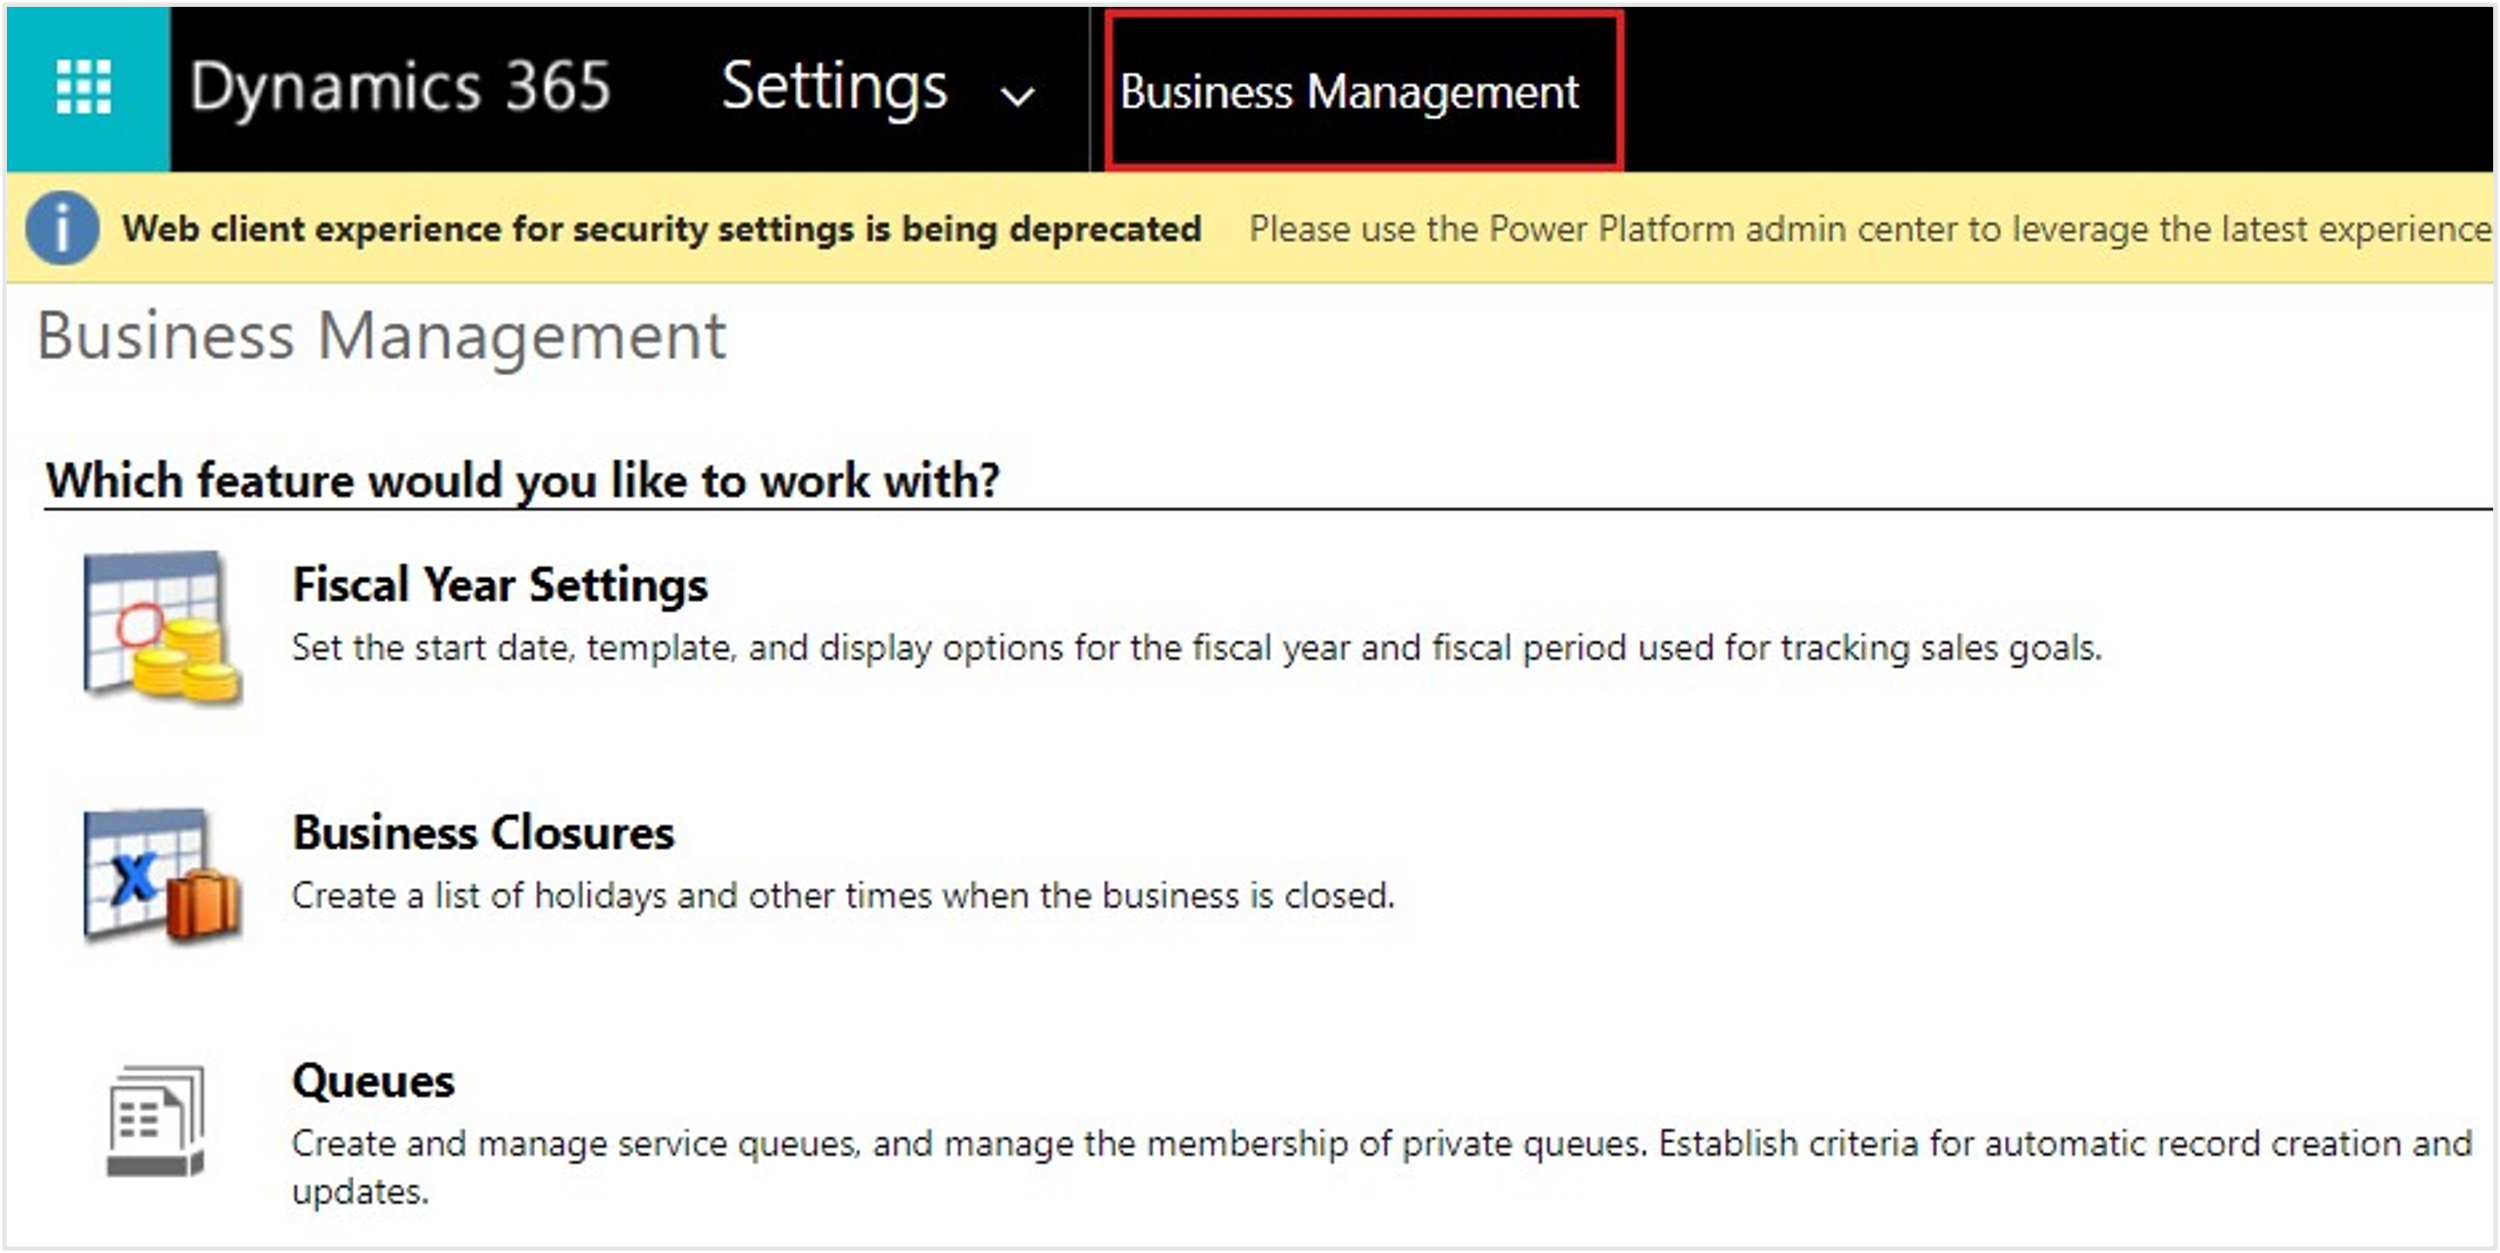 Dynamics 365 Settings Business Management
Web client experience for security settings is being deprecated Please use the Power Platform admin center to leverage the latest experience
Business Management
Which feature would you like to work with?
Fiscal Year Settings
Set the start date, template, and display options for the fiscal year and fiscal period used for tracking sales goals.
Business Closures
Create a list of holidays and other times when the business is closed.
Queues
Create and manage service queues, and manage the membership of private queues. Establish criteria for automatic record creation and
updates.